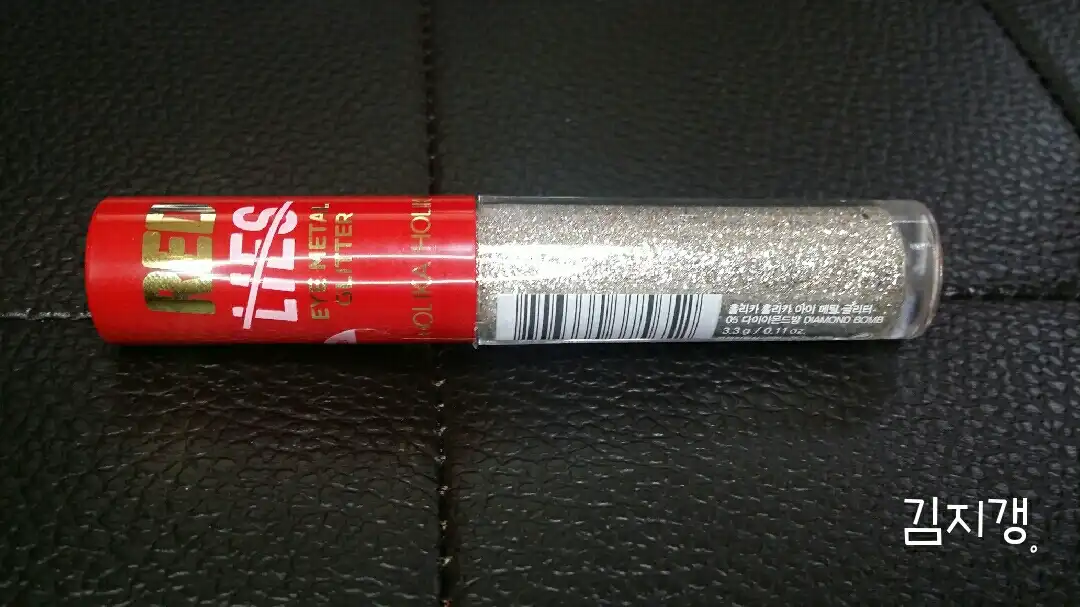 RED
LIES
EYE METAL
GLITTER
HOLIKA HOLI
홀리카 홀리카 아이 메탈 글리터
05 다이아몬드밤 DIAMOND BOMB
3.3 g / 0.11 oz.
김지갱。